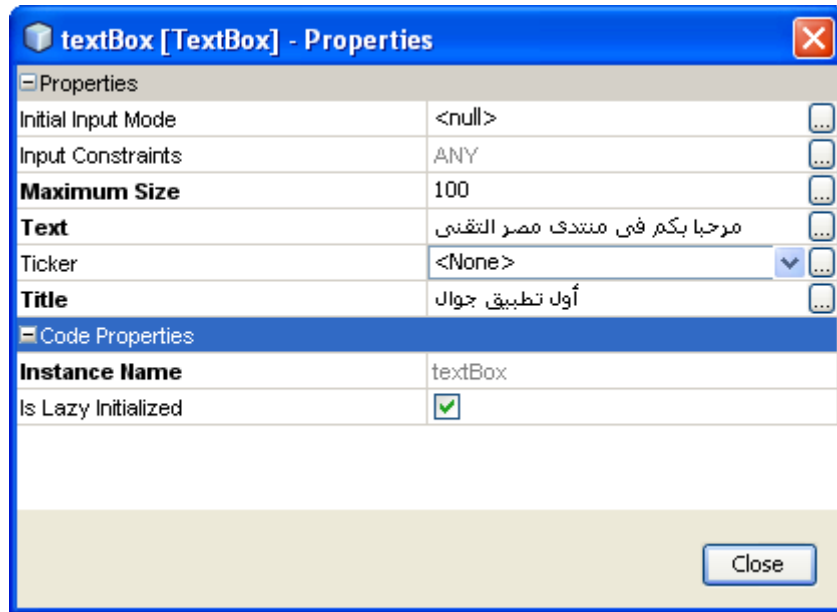 textBox [TextBox] - Properties
Properties
Initial Input Mode <null> ...
Input Constraints ANY ...
Maximum Size 100 ...
Text مرحبا بكم فى منتدى مصر التقنى ...
Ticker <None> ...
Title أول تطبيق جوال ...
Code Properties
Instance Name textBox
Is Lazy Initialized
Close